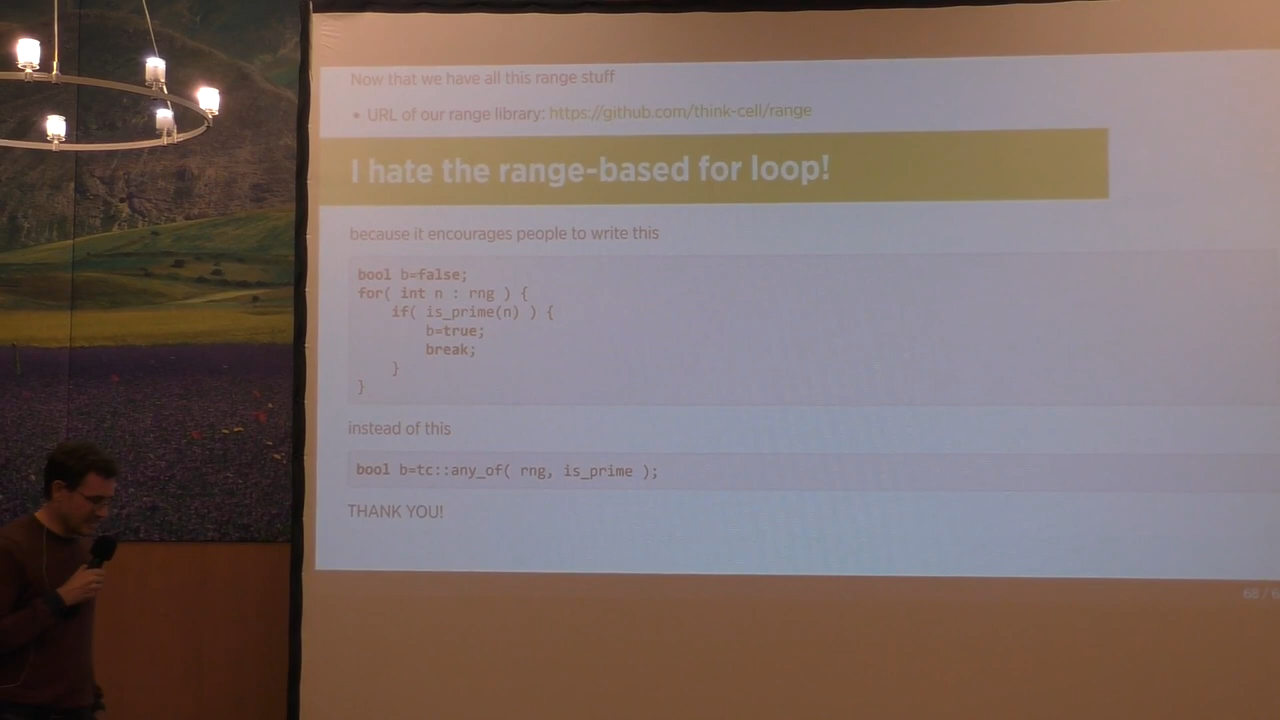 Now that we have all this range stuff
• URL of our range library: https://github.com/think-cell/range
I hate the range-based for loop!
because it encourages people to write this
bool b=false;
for( int n : rng ) {
    if( is_prime(n) ) {
        b=true;
        break;
    }
}
instead of this
bool b=tc::any_of( rng, is_prime );
THANK YOU!
68 /